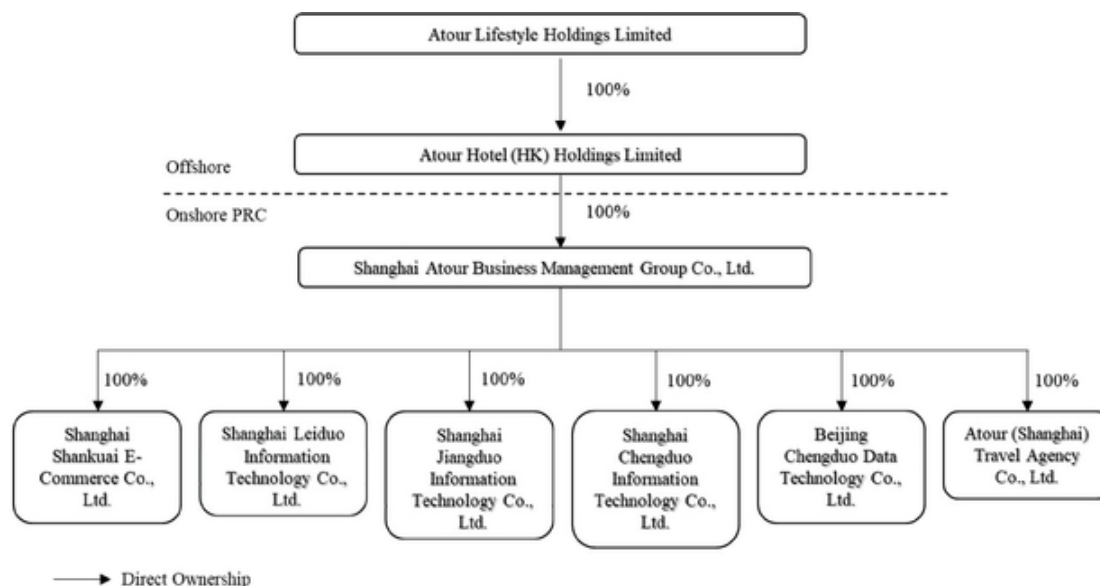 Atour Lifestyle Holdings Limited
100%
Atour Hotel (HK) Holdings Limited
Offshore
Onshore PRC
100%
Shanghai Atour Business Management Group Co., Ltd.
100%
100%
100%
100%
100%
100%
Shanghai
Shankuai E-
Commerce Co.,
Ltd.
Shanghai Leiduo
Information
Technology Co.,
Ltd.
Shanghai
Jiangduo
Information
Technology Co.,
Ltd.
Shanghai
Chengduo
Information
Technology Co.,
Ltd.
Beijing
Chengduo Data
Technology Co.,
Ltd.
Atour (Shanghai)
Travel Agency
Co., Ltd.
Direct Ownership